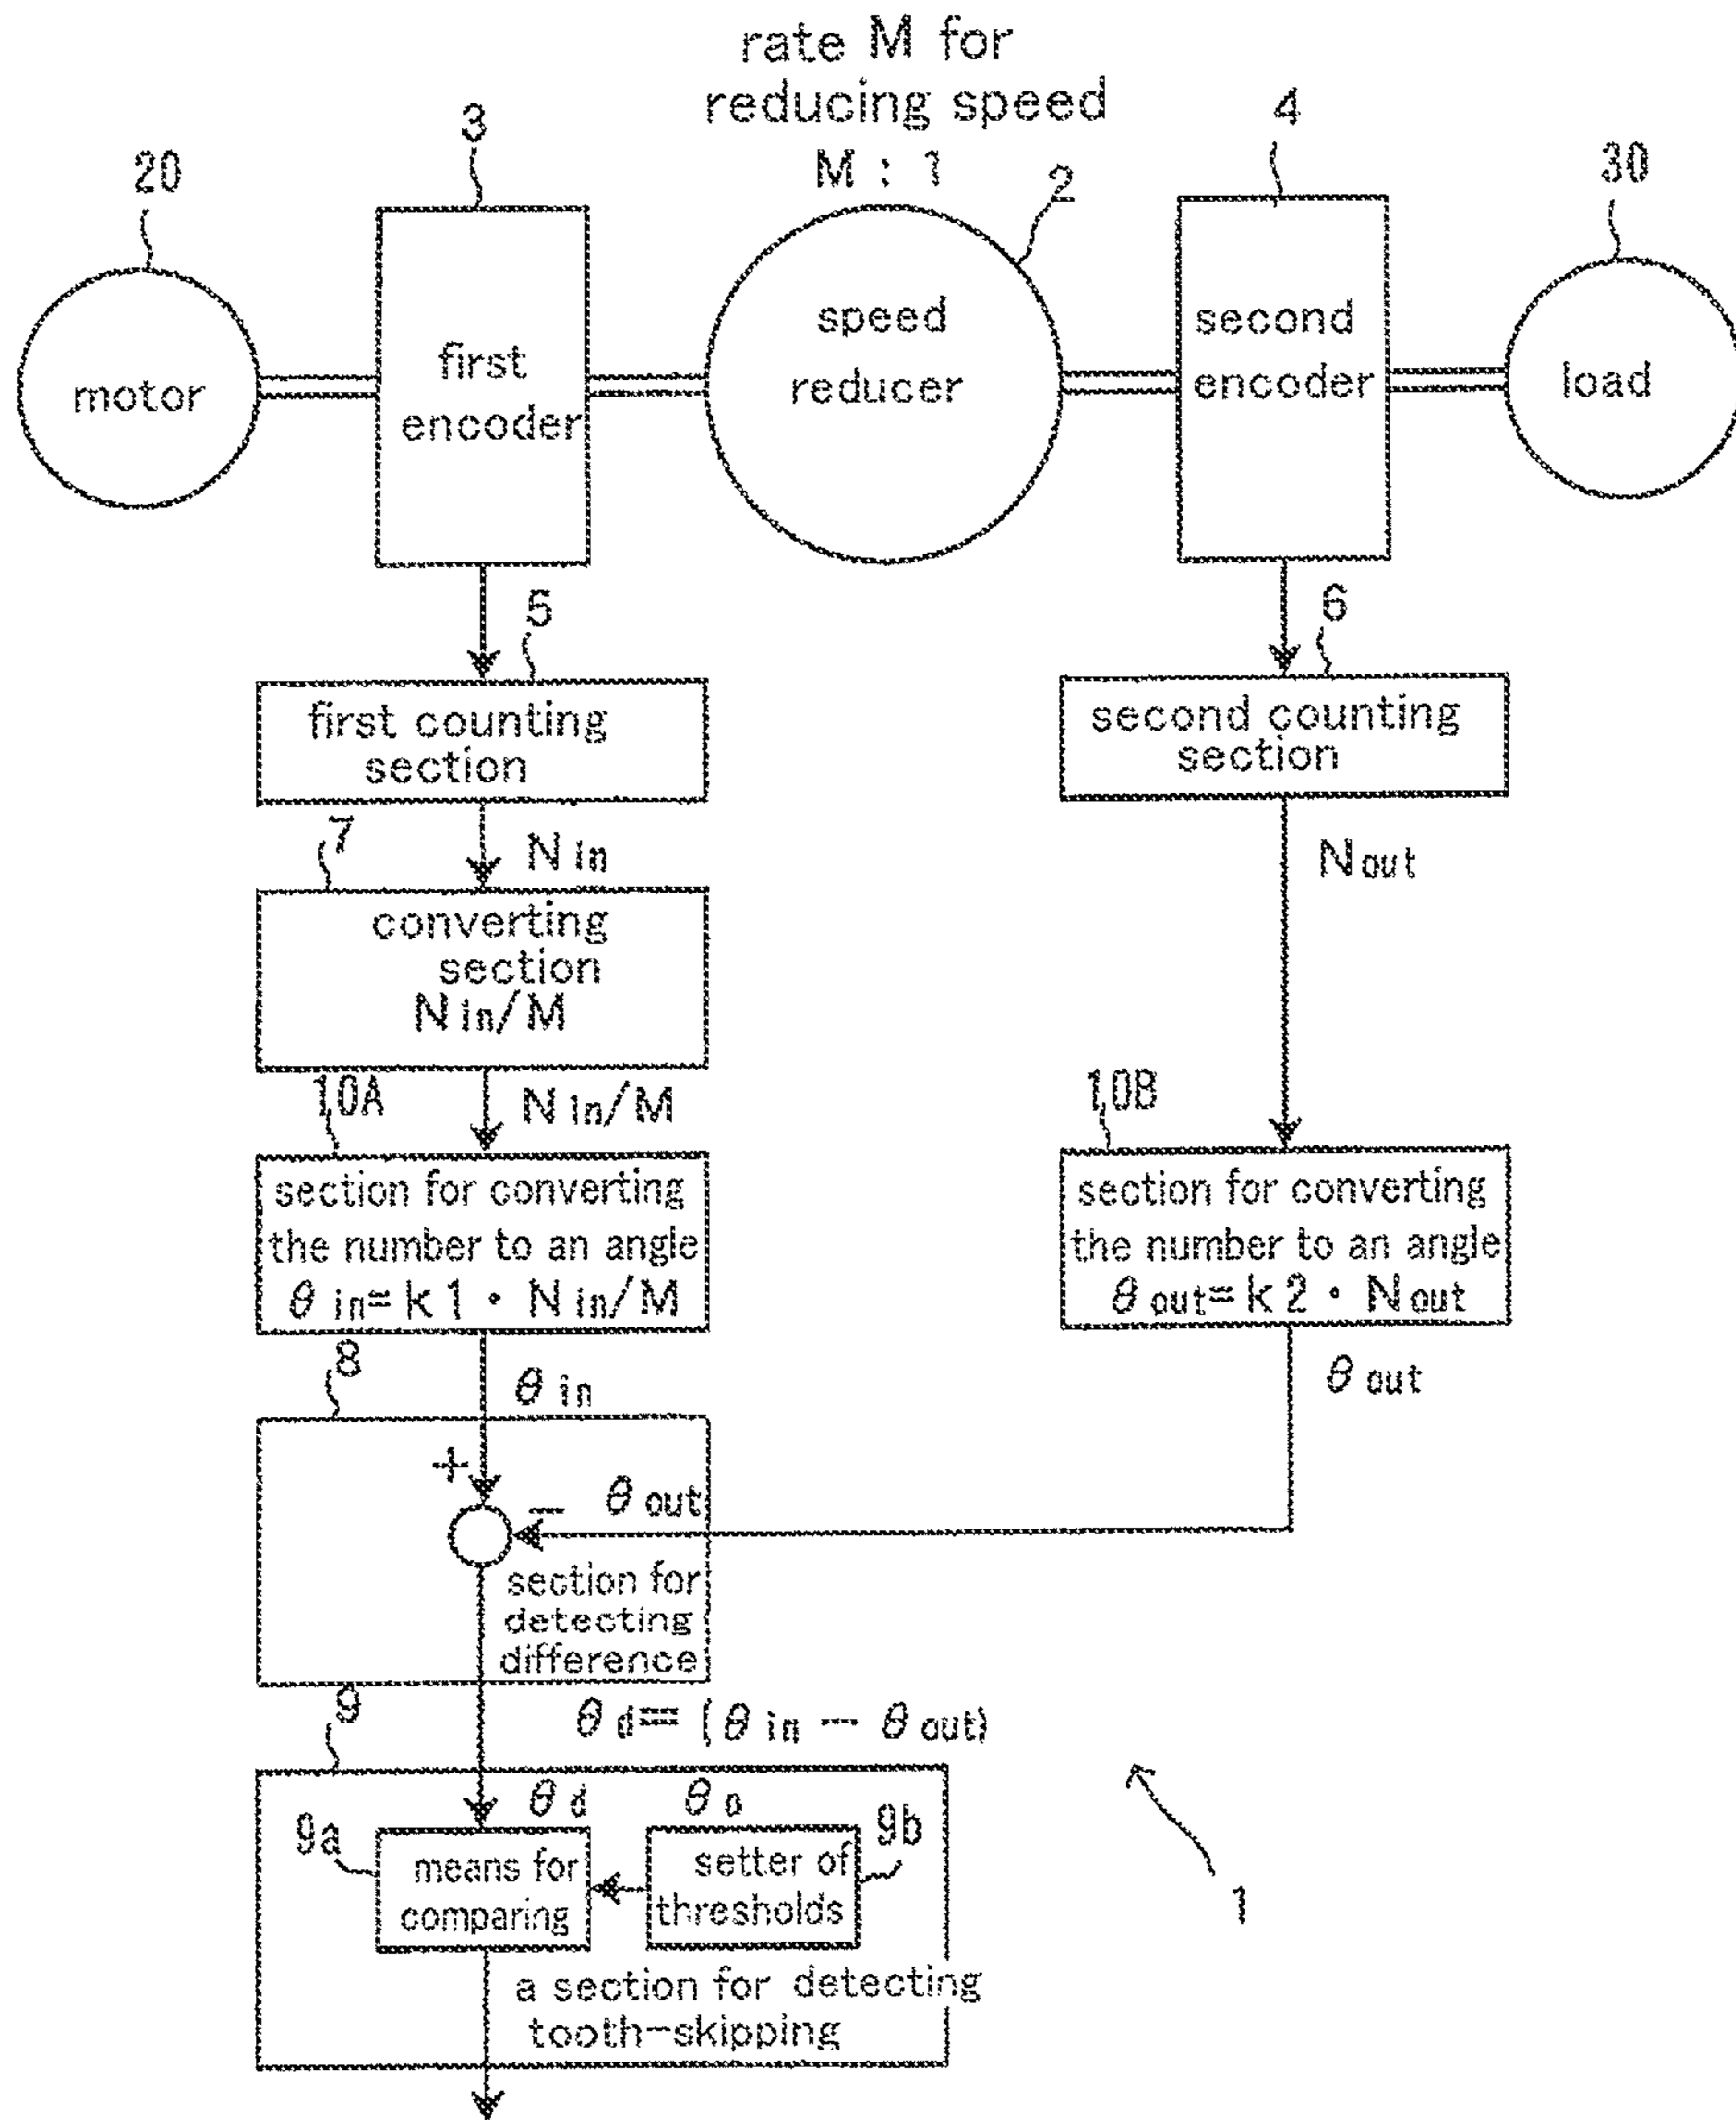 rate M for
reducing speed
M : 1
20
3
2
4
30
motor
first
encoder
speed
reducer
second
encoder
load
5
6
first counting
section
second counting
section
7
N in
N out
converting
section
N in/M
10A
N in/M
10B
section for converting
the number to an angle
θ in=k1・N in/M
section for converting
the number to an angle
θ out=k2・N out
8
θ in
θ out
+
− θ out
section for
detecting
difference
9
θ d=(θ in − θ out)
θ d
θ o
9a
9b
means for
comparing
setter of
thresholds
1
a section for detecting
tooth-skipping